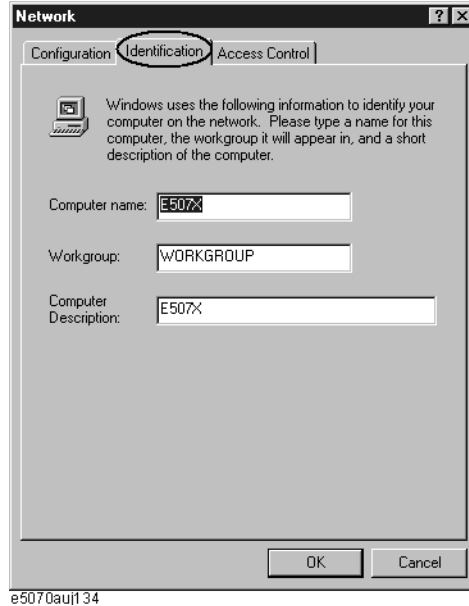 Network
Configuration Identification Access Control
Windows uses the following information to identify your
computer on the network. Please type a name for this
computer, the workgroup it will appear in, and a short
description of the computer.
Computer name: E507X
Workgroup: WORKGROUP
Computer
Description: E507X
OK Cancel
e5070auj134